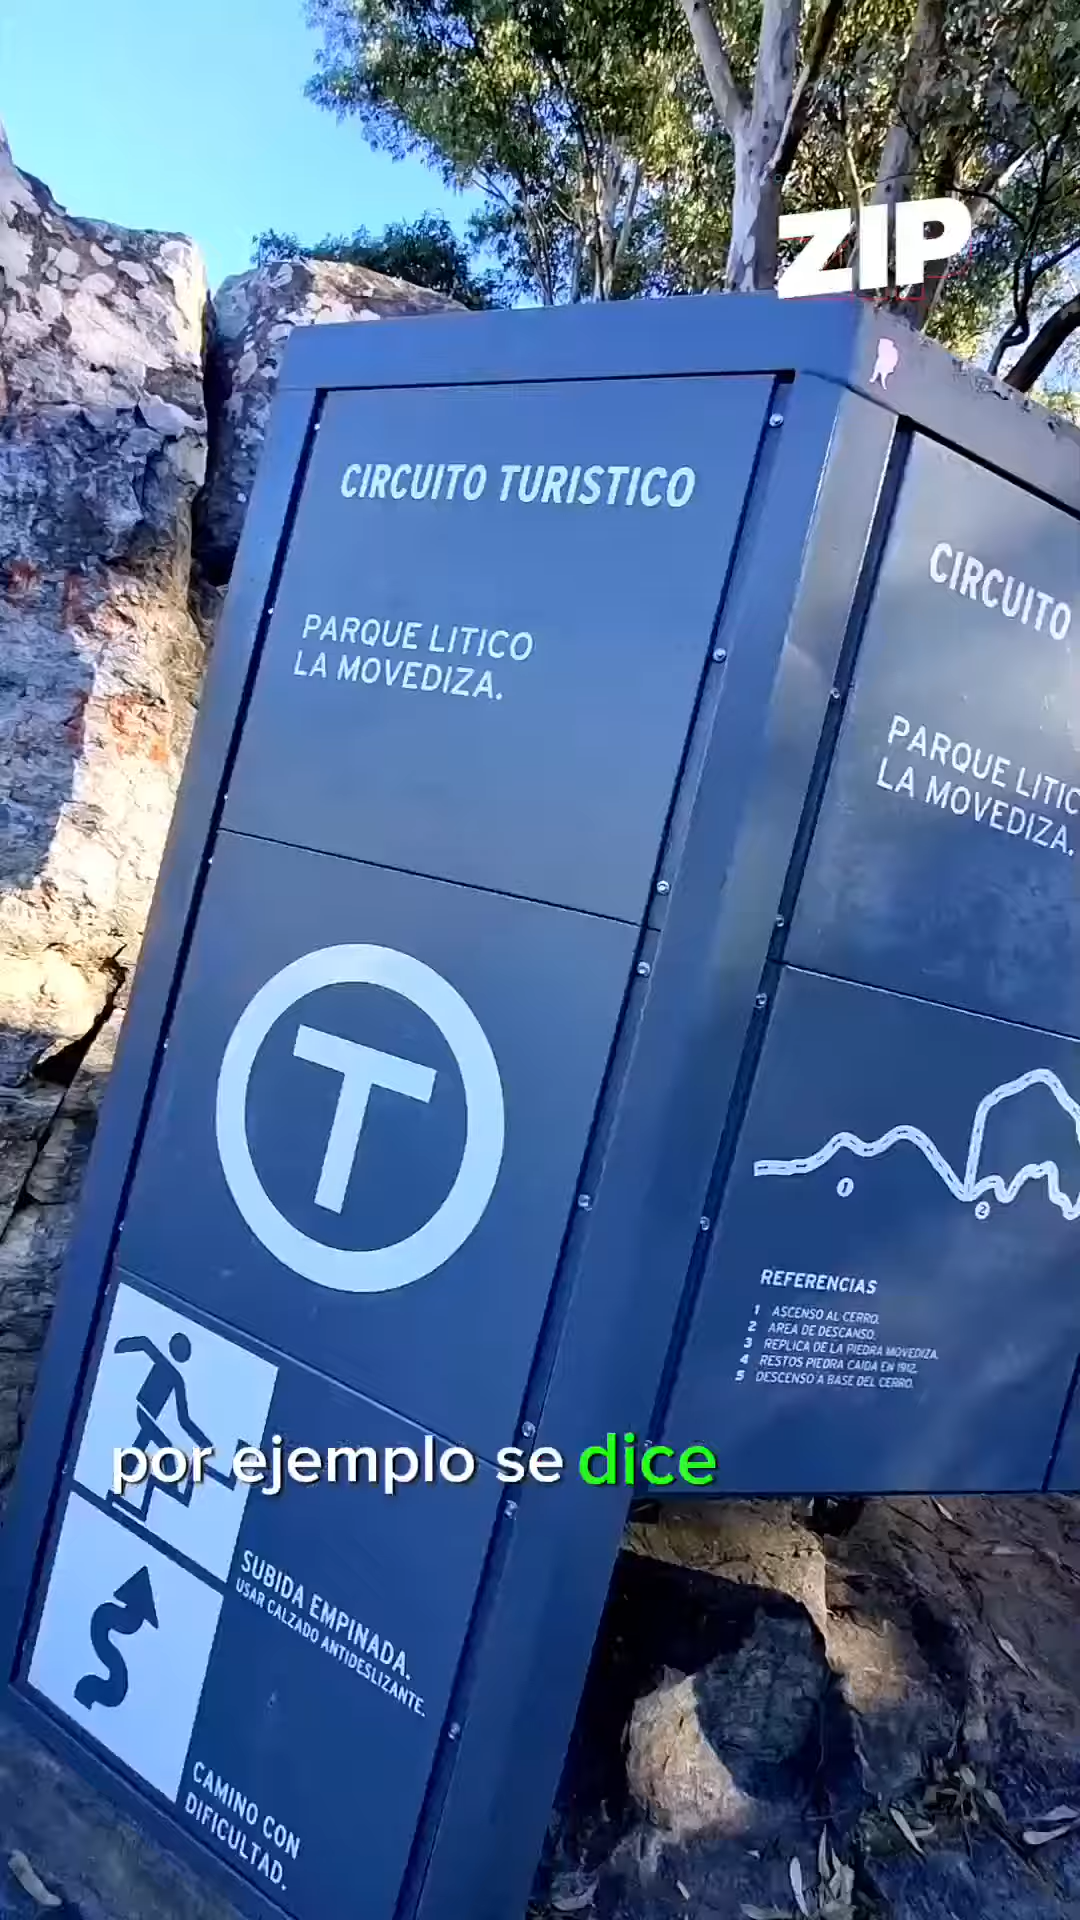 ZIP
CIRCUITO TURISTICO
PARQUE LITICO
LA MOVEDIZA.
T
SUBIDA EMPINADA.
USAR CALZADO ANTIDESLIZANTE.
CAMINO CON
DIFICULTAD.
CIRCUITO
PARQUE LITIC
LA MOVEDIZA.
1
2
REFERENCIAS
1 ASCENSO AL CERRO.
2 AREA DE DESCANSO.
3 REPLICA DE LA PIEDRA MOVEDIZA.
4 RESTOS PIEDRA CAIDA EN 1912.
5 DESCENSO A BASE DEL CERRO.
por ejemplo se dice